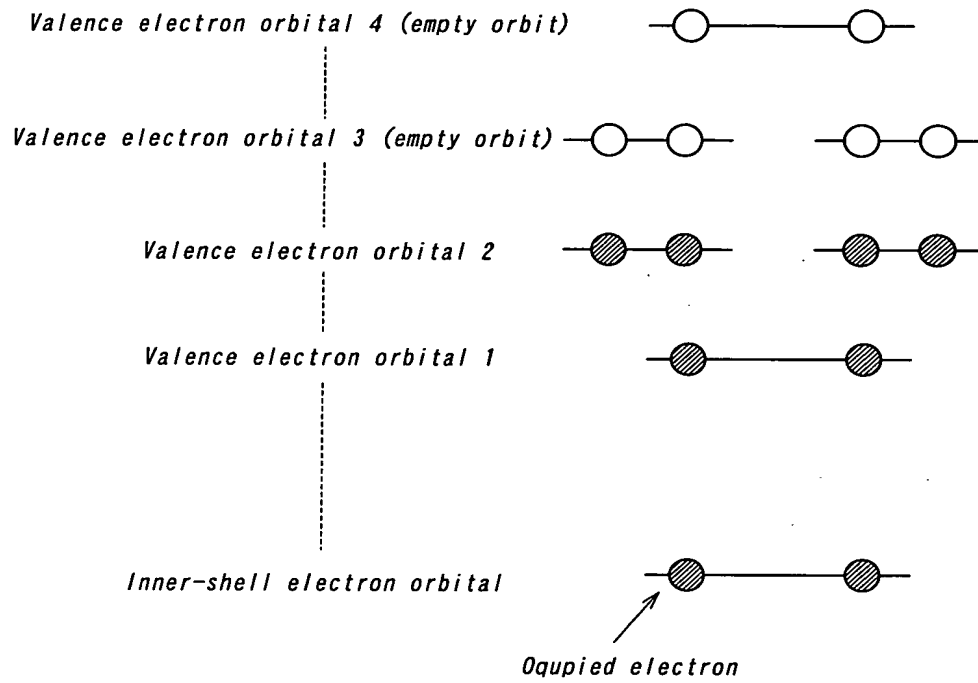 Valence electron orbital 4 (empty orbit)
Valence electron orbital 3 (empty orbit)
Valence electron orbital 2
Valence electron orbital 1
Inner-shell electron orbital
Oqupied electron